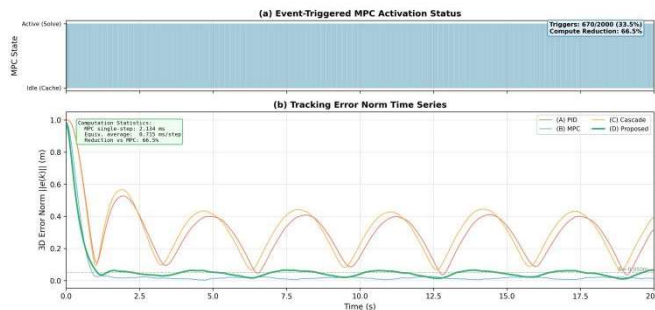 (a) Event-Triggered MPC Activation Status
Active (Solve)
Triggers: 670/2000 (33.5%)
Compute Reduction: 66.5%
MPC State
Idle (Cache)
(b) Tracking Error Norm Time Series
1.0
Computation Statistics:
MPC single-step: 2.134 ms
Equiv. average: 0.715 ms/step
Reduction vs MPC: 66.5%
(A) PID
(B) MPC
(C) Cascade
(D) Proposed
0.8
0.6
0.4
0.2
0.0
3D Error Norm ||e(k)|| (m)
0.0 2.5 5.0 7.5 10.0 12.5 15.0 17.5 20.0
Time (s)